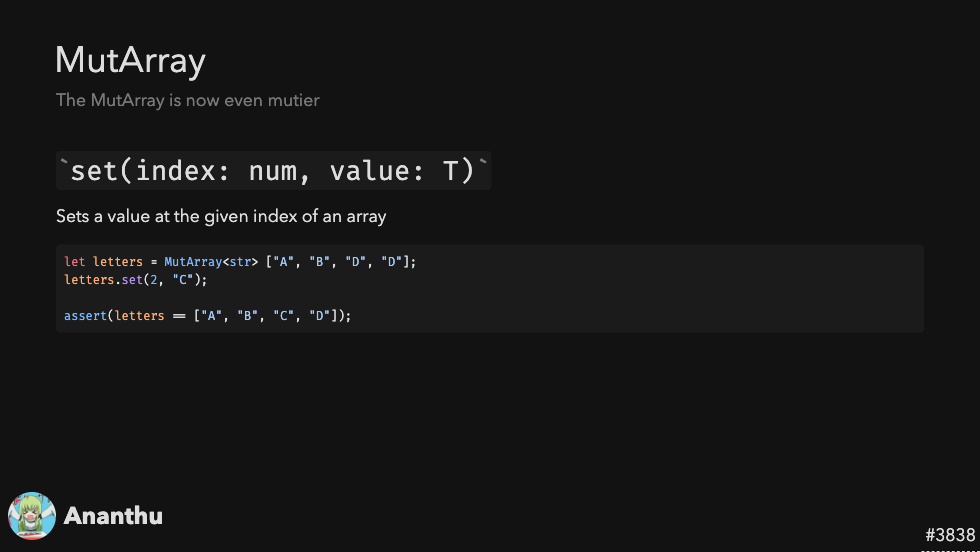 MutArray
The MutArray is now even mutier
`set(index: num, value: T)`
Sets a value at the given index of an array
let letters = MutArray<str> ["A", "B", "D", "D"];
letters.set(2, "C");
assert(letters == ["A", "B", "C", "D"]);
Ananthu
#3838